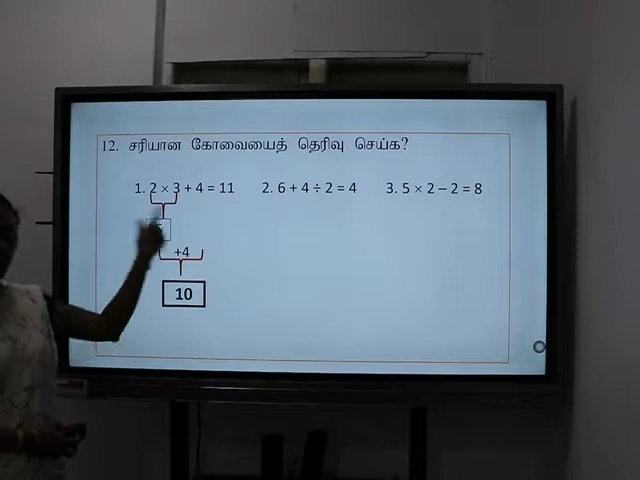 12. சரியான கோவையைத் தெரிவு செய்க?
1. 2 × 3 + 4 = 11 2. 6 + 4 ÷ 2 = 4 3. 5 × 2 – 2 = 8
+4
10